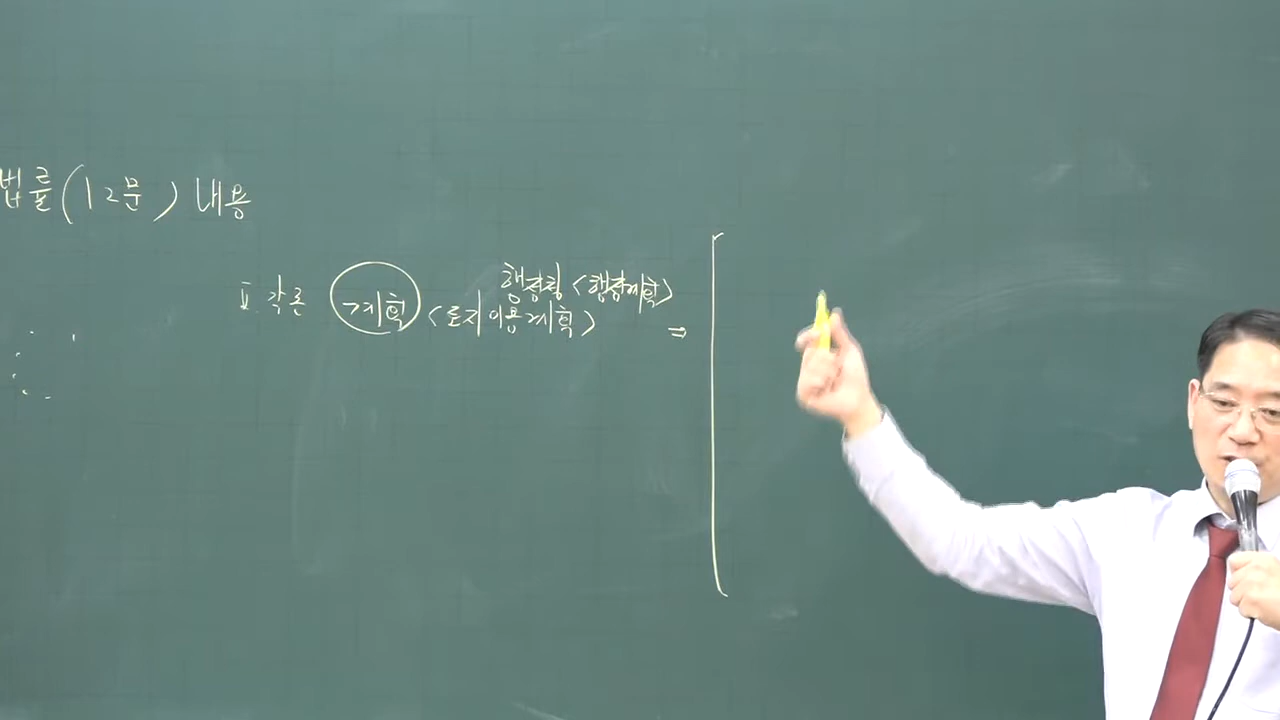 법률(12문) 내용
행정청 <행정계획>
Ⅱ. 각론 계획 <토지이용계획> ⇒